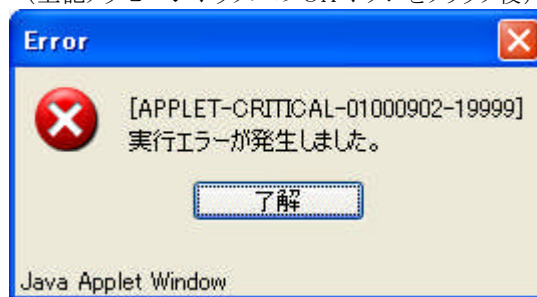 Error
[APPLET-CRITICAL-01000902-19999]
実行エラーが発生しました。
了解
Java Applet Window